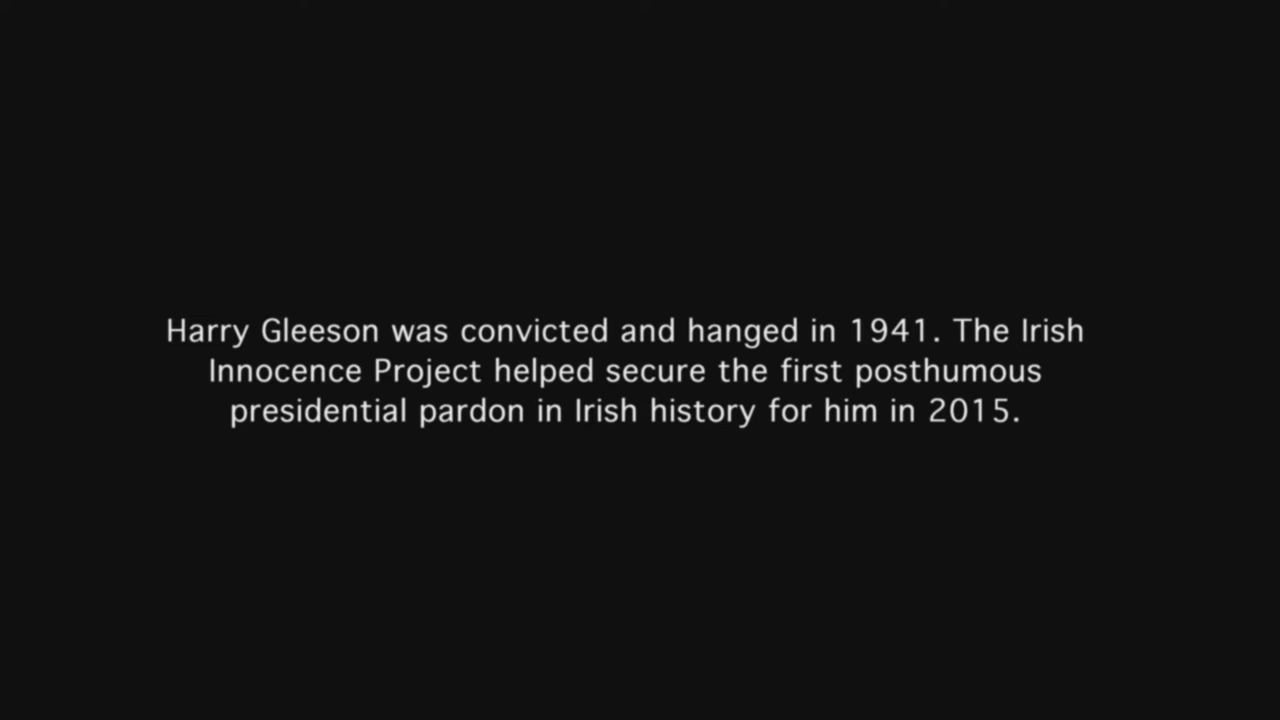 Harry Gleeson was convicted and hanged in 1941. The Irish
Innocence Project helped secure the first posthumous
presidential pardon in Irish history for him in 2015.